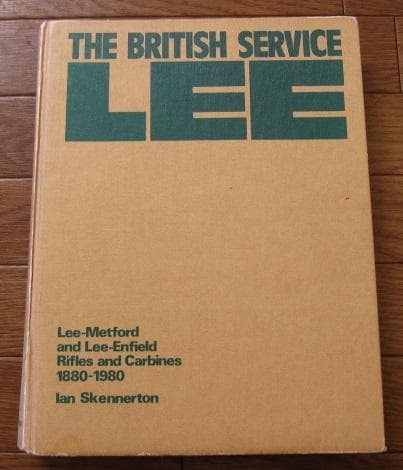 THE BRITISH SERVICE
LEE
Lee-Metford
and Lee-Enfield
Rifles and Carbines
1880-1980
Ian Skennerton